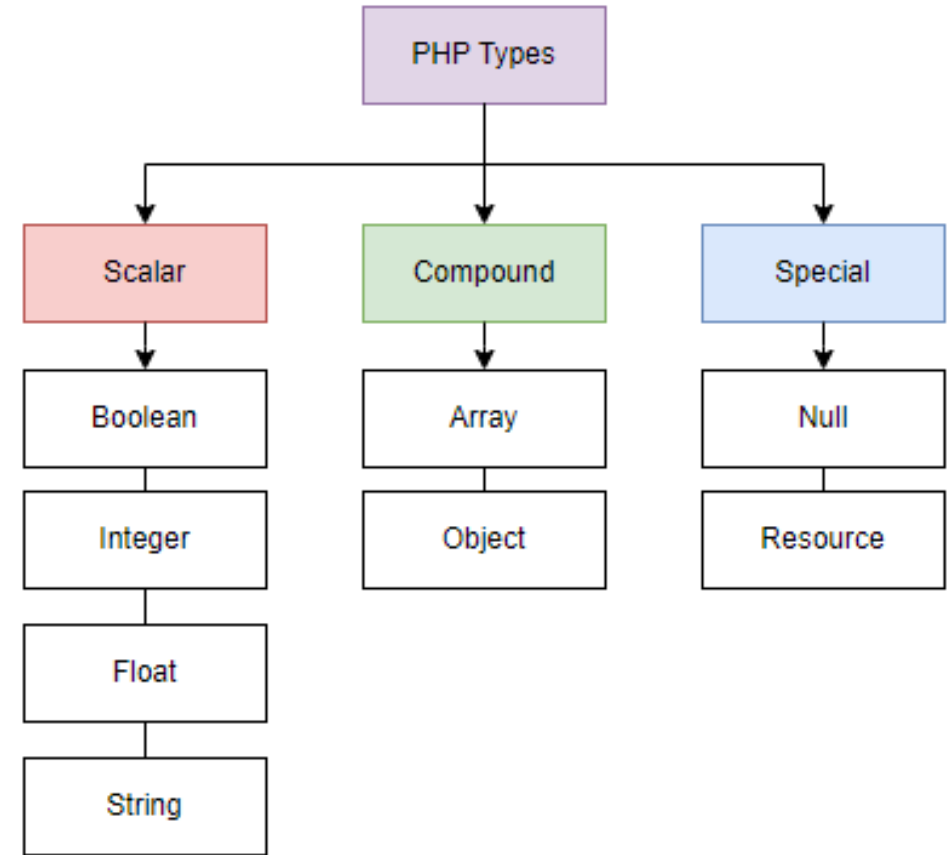 PHP Types
Scalar
Compound
Special
Boolean
Array
Null
Integer
Object
Resource
Float
String